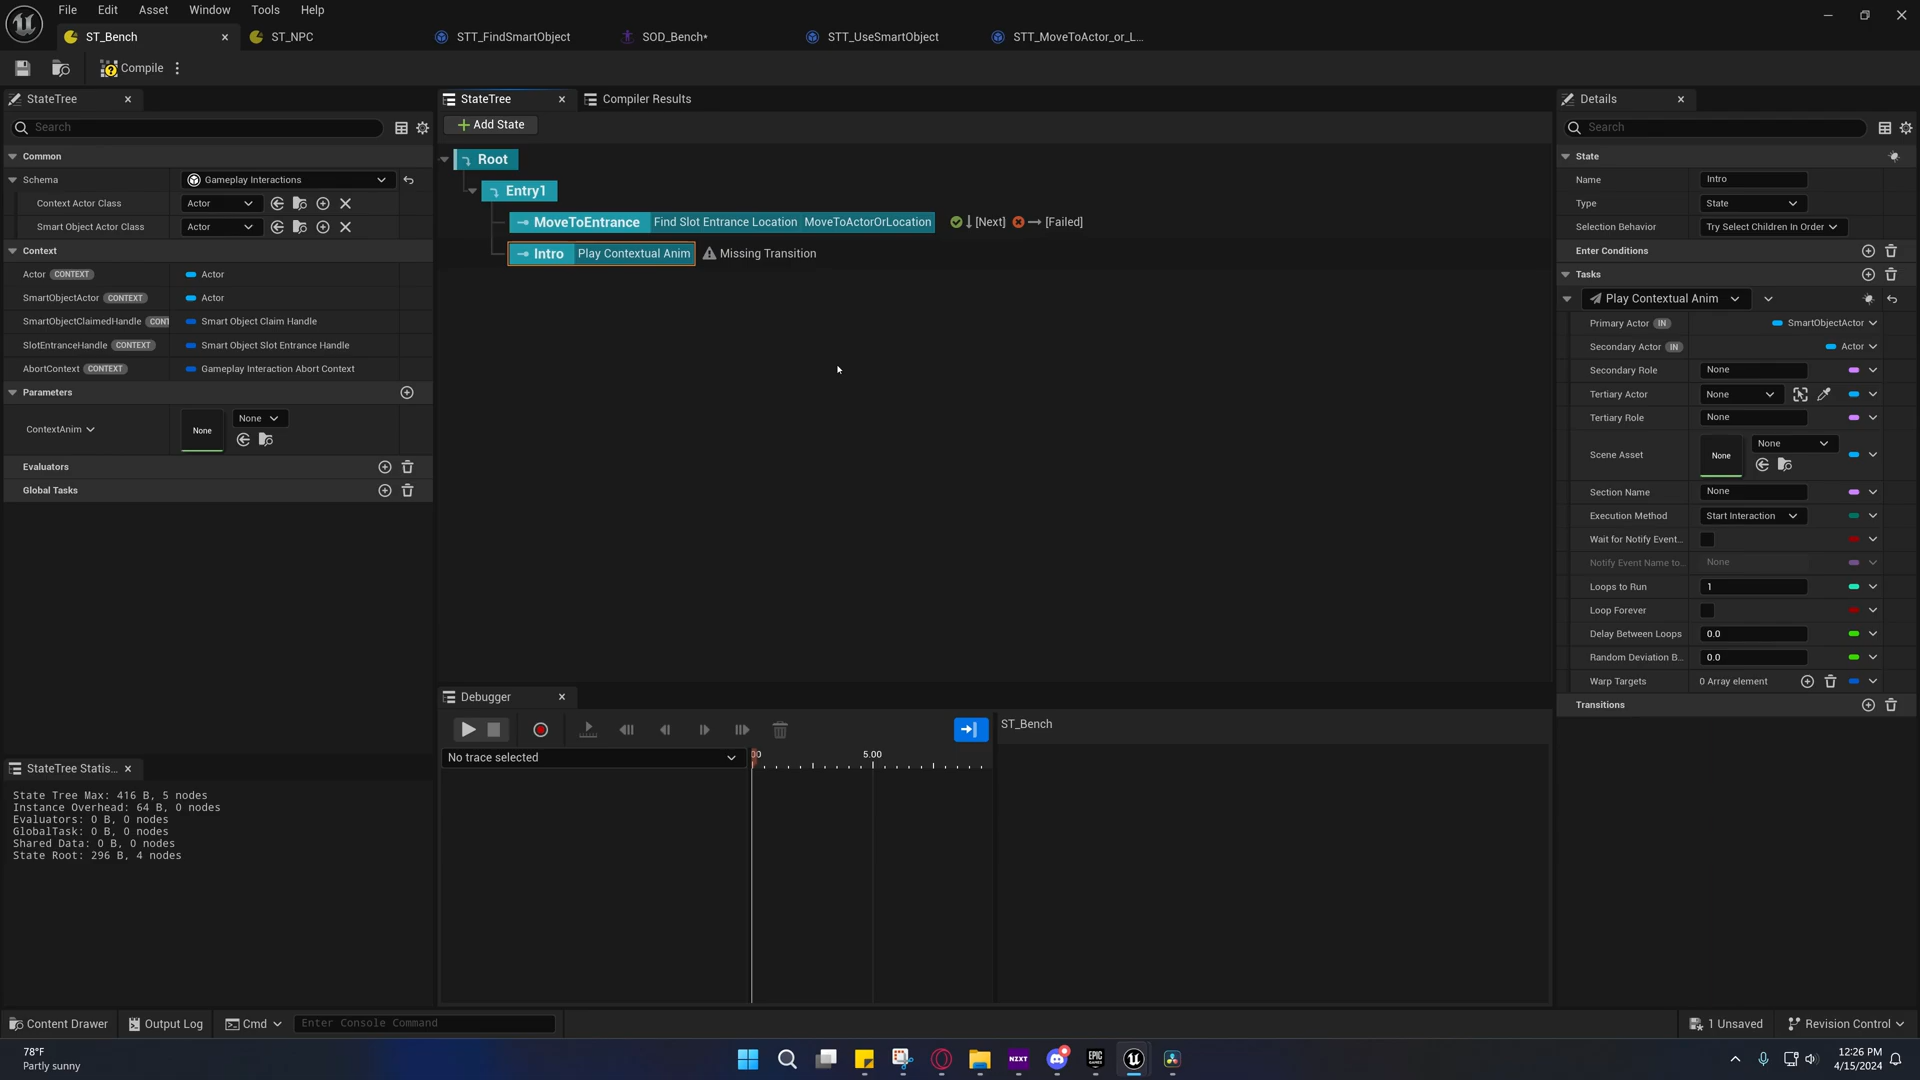 File Edit Asset Window Tools Help
ST_Bench ST_NPC STT_FindSmartObject SOD_Bench* STT_UseSmartObject STT_MoveToActor_or_L...
Compile
StateTree
Search
Common
Schema Gameplay Interactions
Context Actor Class Actor
Smart Object Actor Class Actor
Context
Actor CONTEXT Actor
SmartObjectActor CONTEXT Actor
SmartObjectClaimedHandle CONT Smart Object Claim Handle
SlotEntranceHandle CONTEXT Smart Object Slot Entrance Handle
AbortContext CONTEXT Gameplay Interaction Abort Context
Parameters
ContextAnim None None
Evaluators
Global Tasks
StateTree Statis...
State Tree Max: 416 B, 5 nodes
Instance Overhead: 64 B, 0 nodes
Evaluators: 0 B, 0 nodes
GlobalTask: 0 B, 0 nodes
Shared Data: 0 B, 0 nodes
State Root: 296 B, 4 nodes
StateTree Compiler Results
Add State
Root
Entry1
MoveToEntrance Find Slot Entrance Location MoveToActorOrLocation [Next] [Failed]
Intro Play Contextual Anim Missing Transition
Debugger
ST_Bench
No trace selected
5.00
Details
Search
State
Name Intro
Type State
Selection Behavior Try Select Children In Order
Enter Conditions
Tasks
Play Contextual Anim
Primary Actor IN SmartObjectActor
Secondary Actor IN Actor
Secondary Role None
Tertiary Actor None
Tertiary Role None
Scene Asset None None
Section Name None
Execution Method Start Interaction
Wait for Notify Event...
Notify Event Name to... None
Loops to Run 1
Loop Forever
Delay Between Loops 0.0
Random Deviation B... 0.0
Warp Targets 0 Array element
Transitions
Content Drawer Output Log Cmd Enter Console Command 1 Unsaved Revision Control
78°F
Partly sunny
NZXT
EPIC GAMES
12:26 PM
4/15/2024